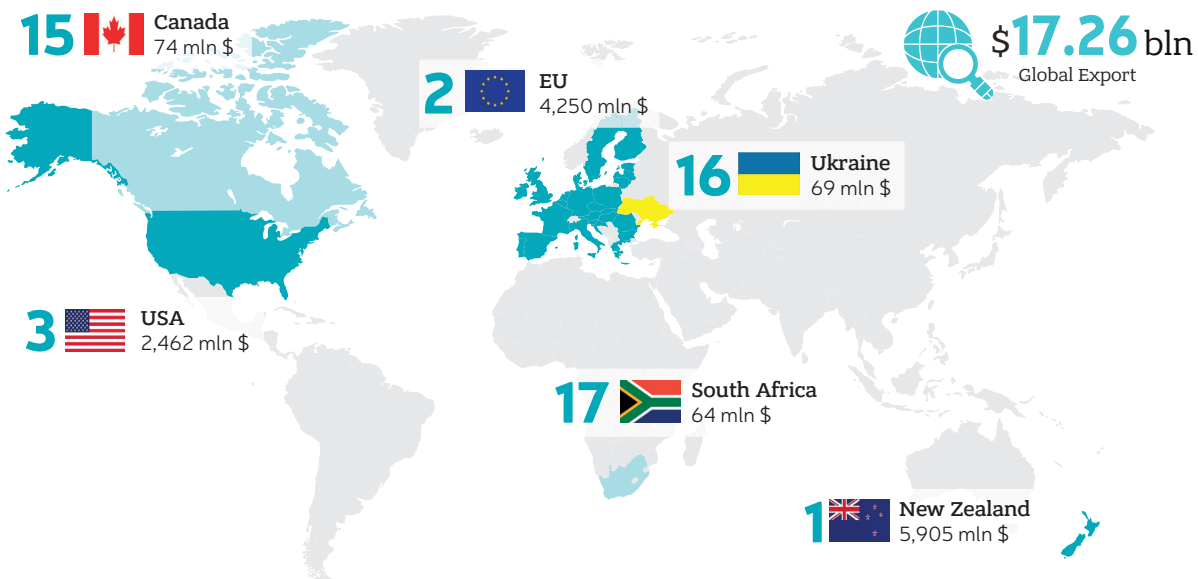 15 Canada
74 mln $
$17.26 bln
Global Export
2 EU
4,250 mln $
16 Ukraine
69 mln $
3 USA
2,462 mln $
17 South Africa
64 mln $
1 New Zealand
5,905 mln $